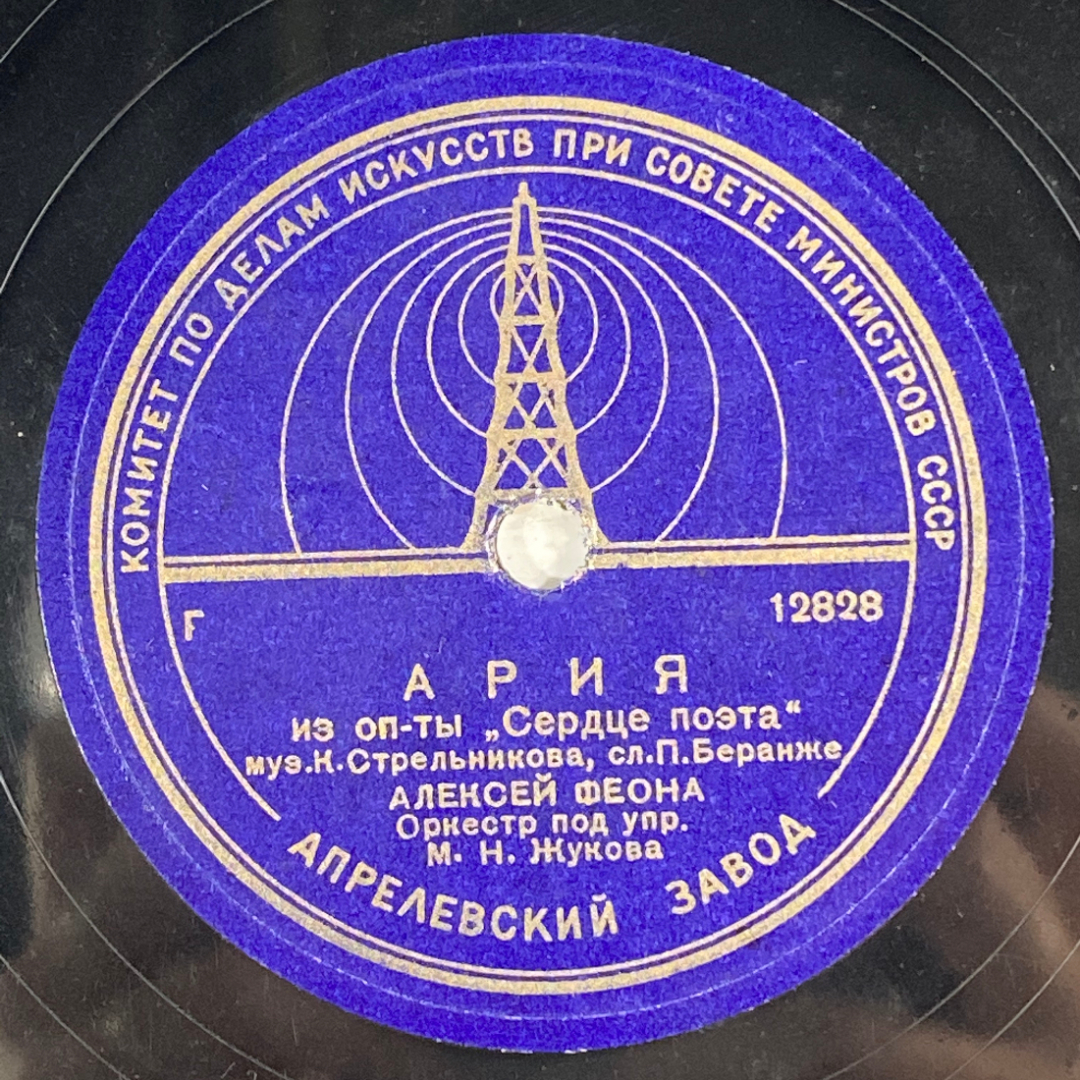 КОМИТЕТ ПО ДЕЛАМ ИСКУССТВ ПРИ СОВЕТЕ МИНИСТРОВ СССР
Г 12828
АРИЯ
из оп-ты „Сердце поэта“
муз.К.Стрельникова, сл.П.Беранже
АЛЕКСЕЙ ФЕОНА
Оркестр под упр.
М. Н. Жукова
АПРЕЛЕВСКИЙ ЗАВОД